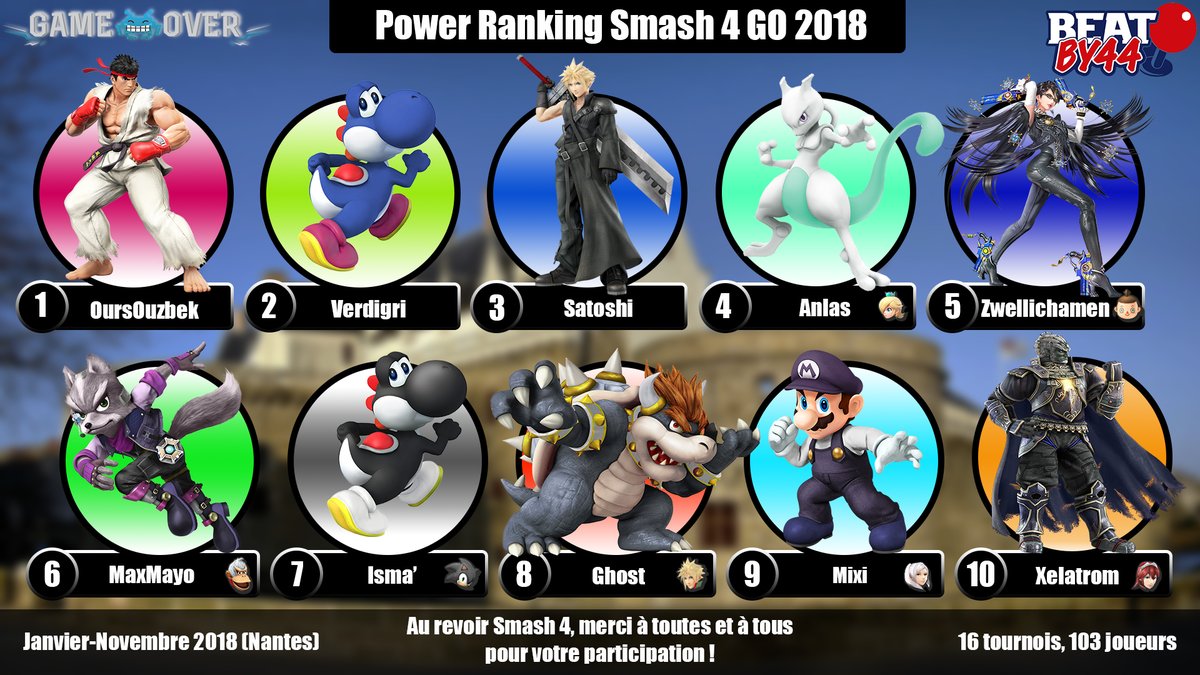 GAME OVER
Power Ranking Smash 4 GO 2018
BEAT
BY44
1 OursOuzbek
2 Verdigri
3 Satoshi
4 Anlas
5 Zwellichamen
6 MaxMayo
7 Isma'
8 Ghost
9 Mixi
10 Xelatrom
Janvier-Novembre 2018 (Nantes)
Au revoir Smash 4, merci à toutes et à tous
pour votre participation !
16 tournois, 103 joueurs